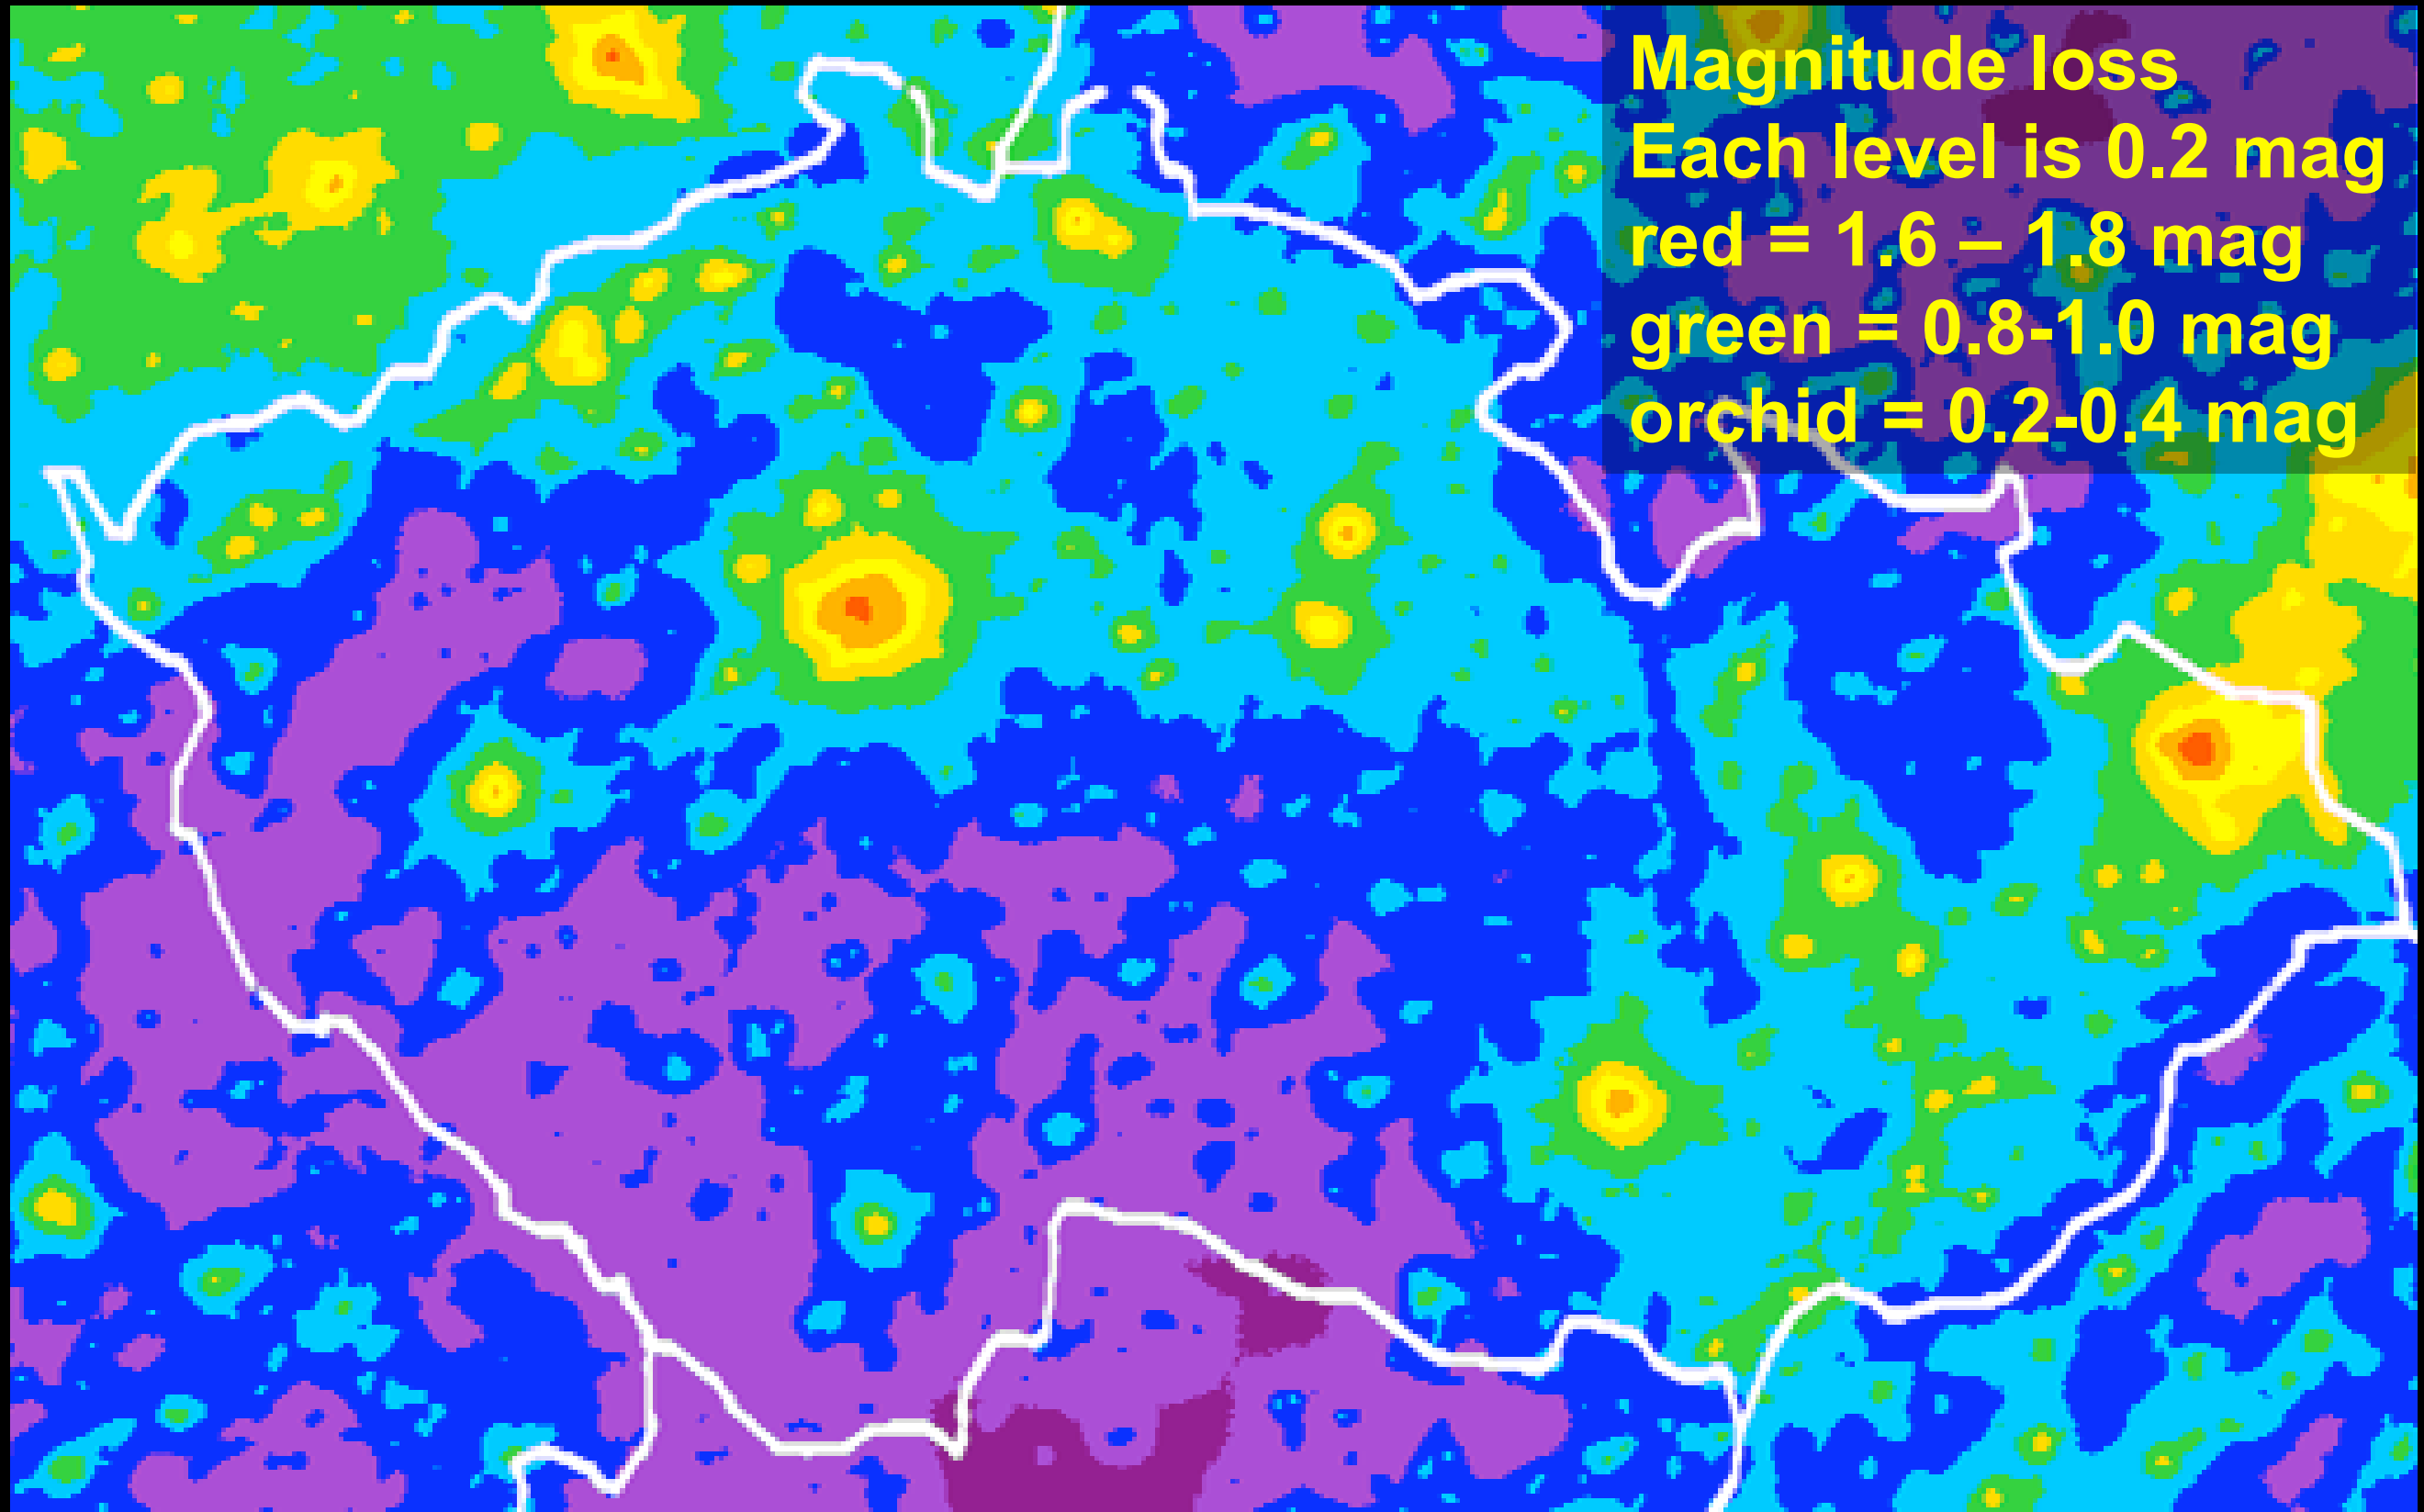 Magnitude loss
Each level is 0.2 mag
red = 1.6 – 1.8 mag
green = 0.8-1.0 mag
orchid = 0.2-0.4 mag